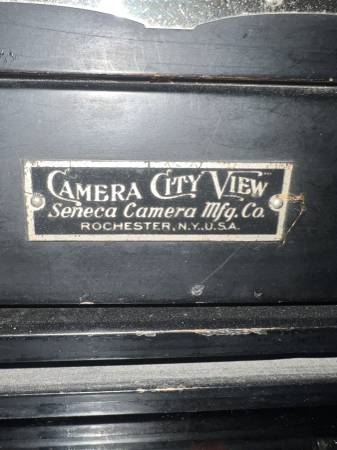 CAMERA CITY VIEW
Seneca Camera Mfg. Co.
ROCHESTER, N.Y., U.S.A.